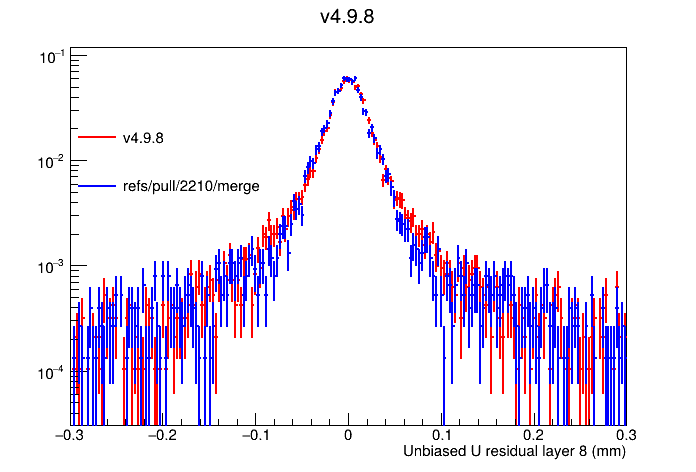 v4.9.8
10⁻¹
v4.9.8
10⁻²
refs/pull/2210/merge
10⁻³
10⁻⁴
−0.3 −0.2 −0.1 0 0.1 0.2 0.3
Unbiased U residual layer 8 (mm)